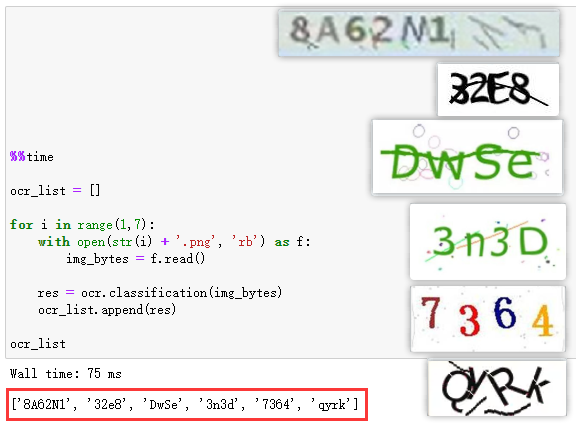 8A62N1
32E8
%%time
DwSe
ocr_list = []
for i in range(1,7):
    with open(str(i) + '.png', 'rb') as f:
        img_bytes = f.read()
3n3D
    res = ocr.classification(img_bytes)
    ocr_list.append(res)
7364
ocr_list
Wall time: 75 ms
QYRK
['8A62N1', '32e8', 'DwSe', '3n3d', '7364', 'qyrk']